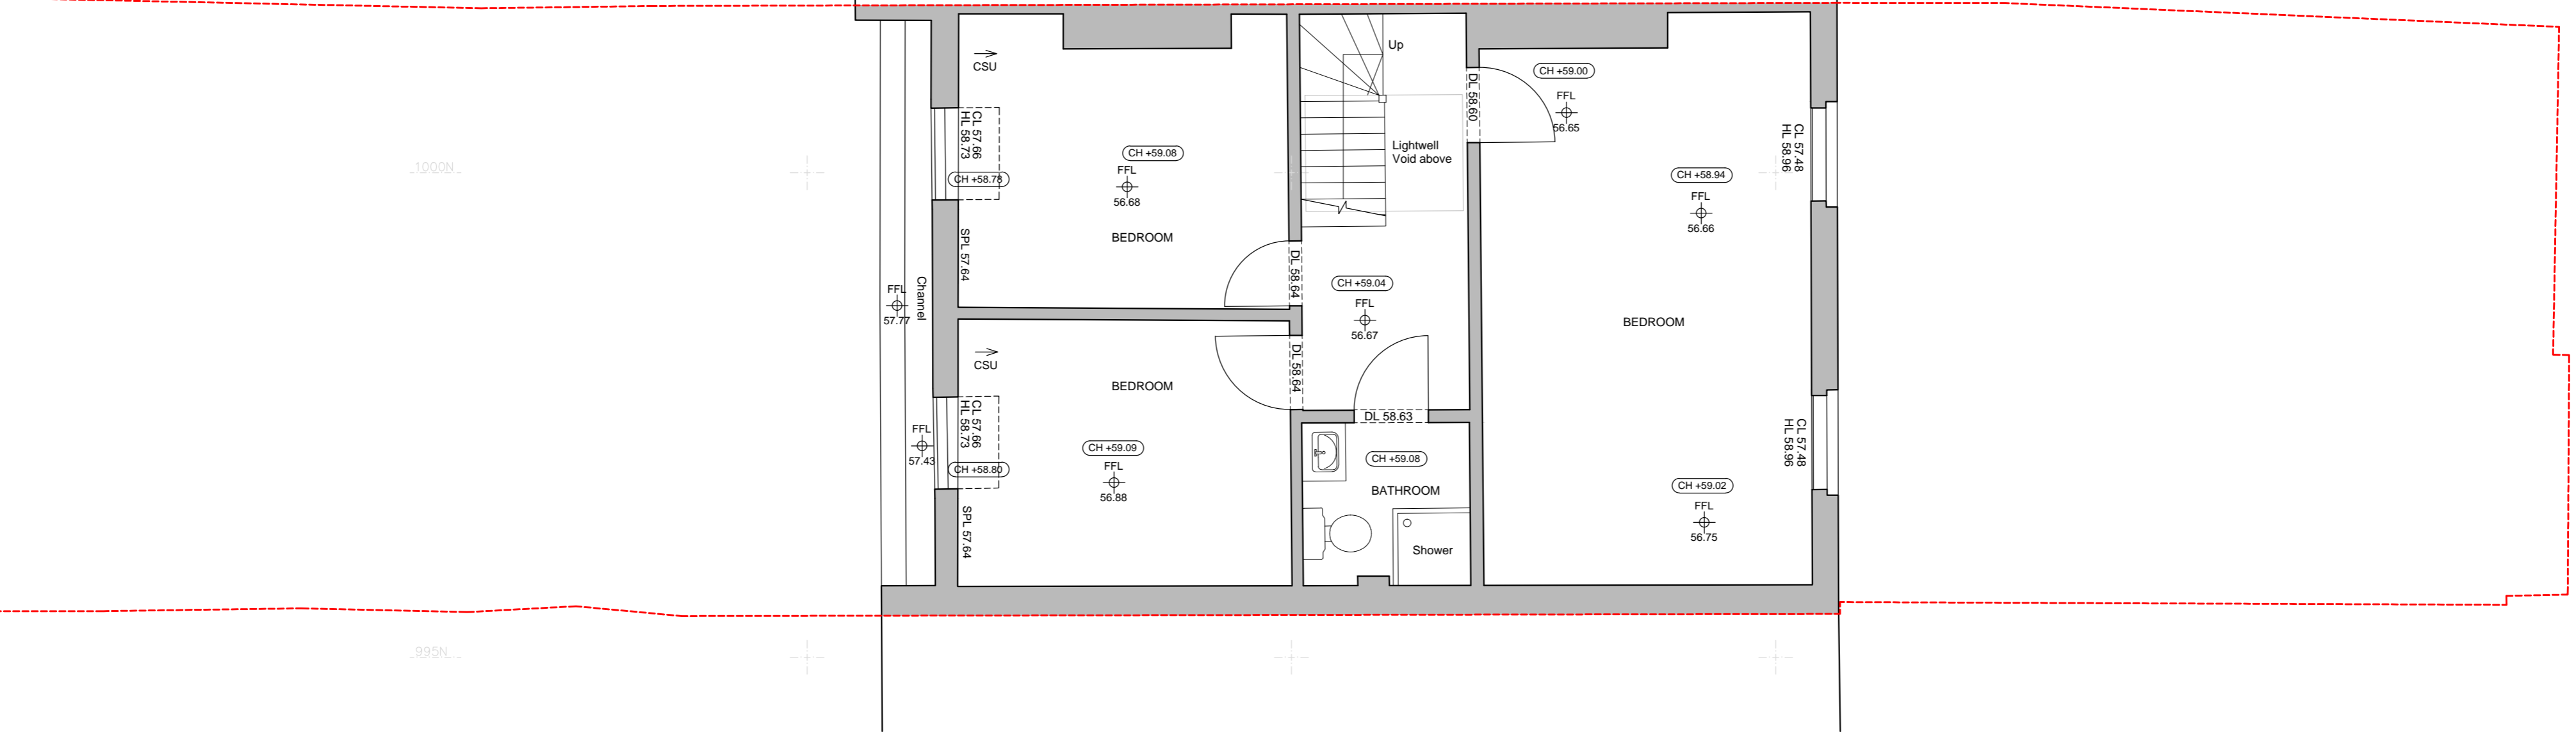 Up
CSU
CH +59.00
FFL
56.65
DL 58.60
CL 57.66
HL 58.73
CL 57.48
HL 58.96
Lightwell
Void above
CH +59.08
FFL
56.68
1000N
CH +58.78
CH +58.94
FFL
56.66
BEDROOM
SPL 57.64
DL 58.64
CH +59.04
FFL
56.67
Channel
FFL
57.77
BEDROOM
CSU
DL 58.64
BEDROOM
CL 57.66
HL 58.73
DL 58.63
CL 57.48
HL 58.96
FFL
57.43
CH +59.09
FFL
56.88
CH +58.80
CH +59.08
BATHROOM
CH +59.02
FFL
56.75
SPL 57.64
Shower
995N